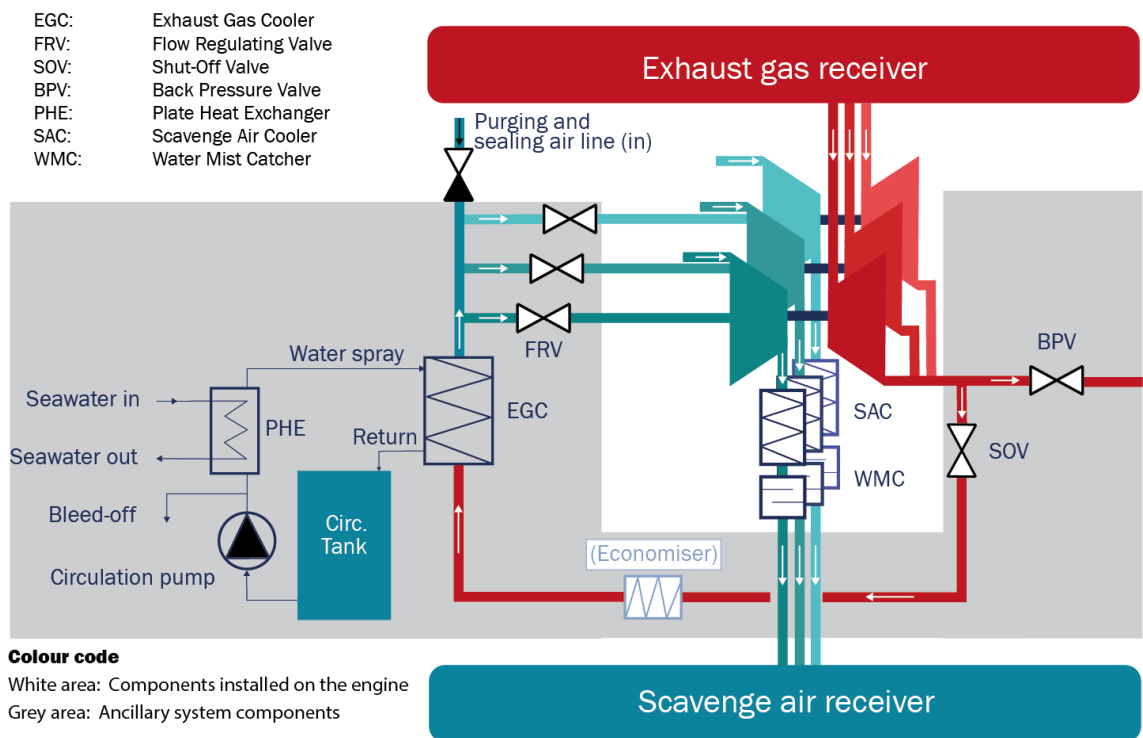 EGC: Exhaust Gas Cooler
FRV: Flow Regulating Valve
SOV: Shut-Off Valve
BPV: Back Pressure Valve
PHE: Plate Heat Exchanger
SAC: Scavenge Air Cooler
WMC: Water Mist Catcher
Exhaust gas receiver
Purging and
sealing air line (in)
FRV
BPV
Water spray
Seawater in
PHE
EGC
SAC
Return
Seawater out
SOV
WMC
Bleed-off
Circ.
Tank
(Economiser)
Circulation pump
Colour code
White area: Components installed on the engine
Grey area: Ancillary system components
Scavenge air receiver